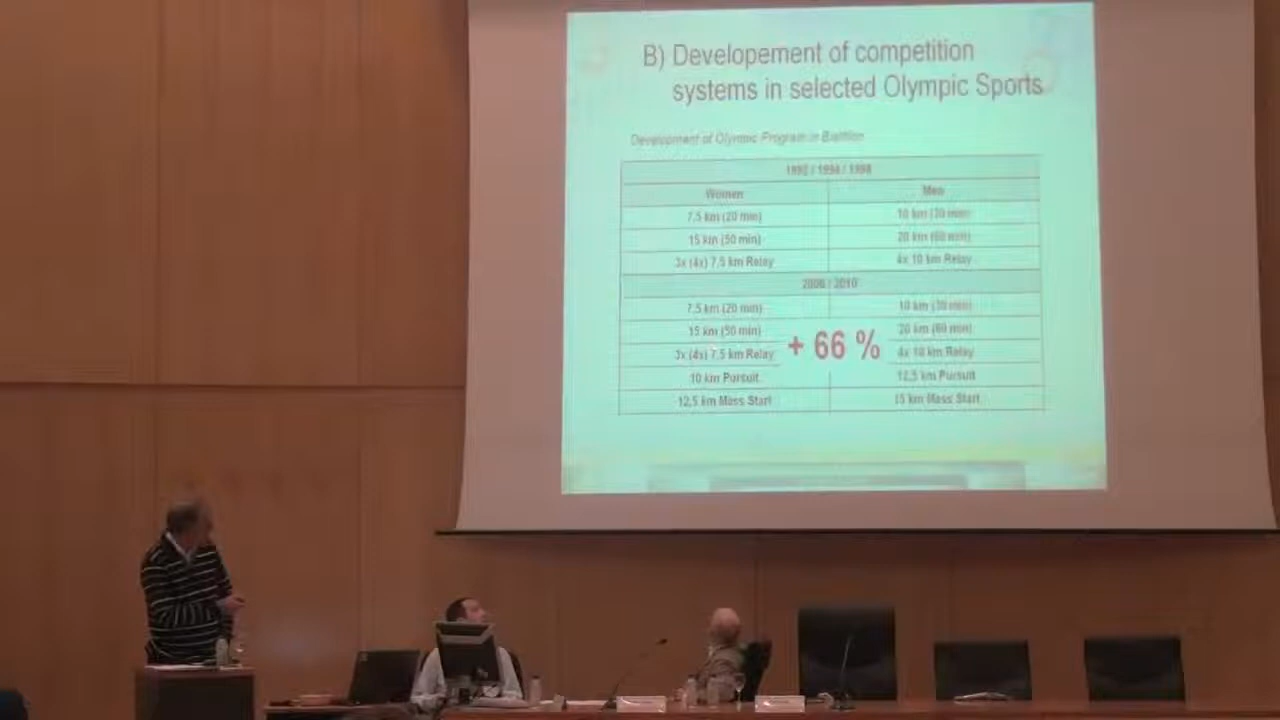 B) Developement of competition
systems in selected Olympic Sports
Development of Olympic Program in Biathlon
1992 / 1994 / 1998
Women Men
7,5 km (20 min) 10 km (30 min)
15 km (50 min) 20 km (60 min)
3x (4x) 7,5 km Relay 4x 10 km Relay
2006 / 2010
7,5 km (20 min) 10 km (30 min)
15 km (50 min) 20 km (60 min)
+ 66 %
3x (4x) 7,5 km Relay 4x 10 km Relay
10 km Pursuit 12,5 km Pursuit
12,5 km Mass Start 15 km Mass Start